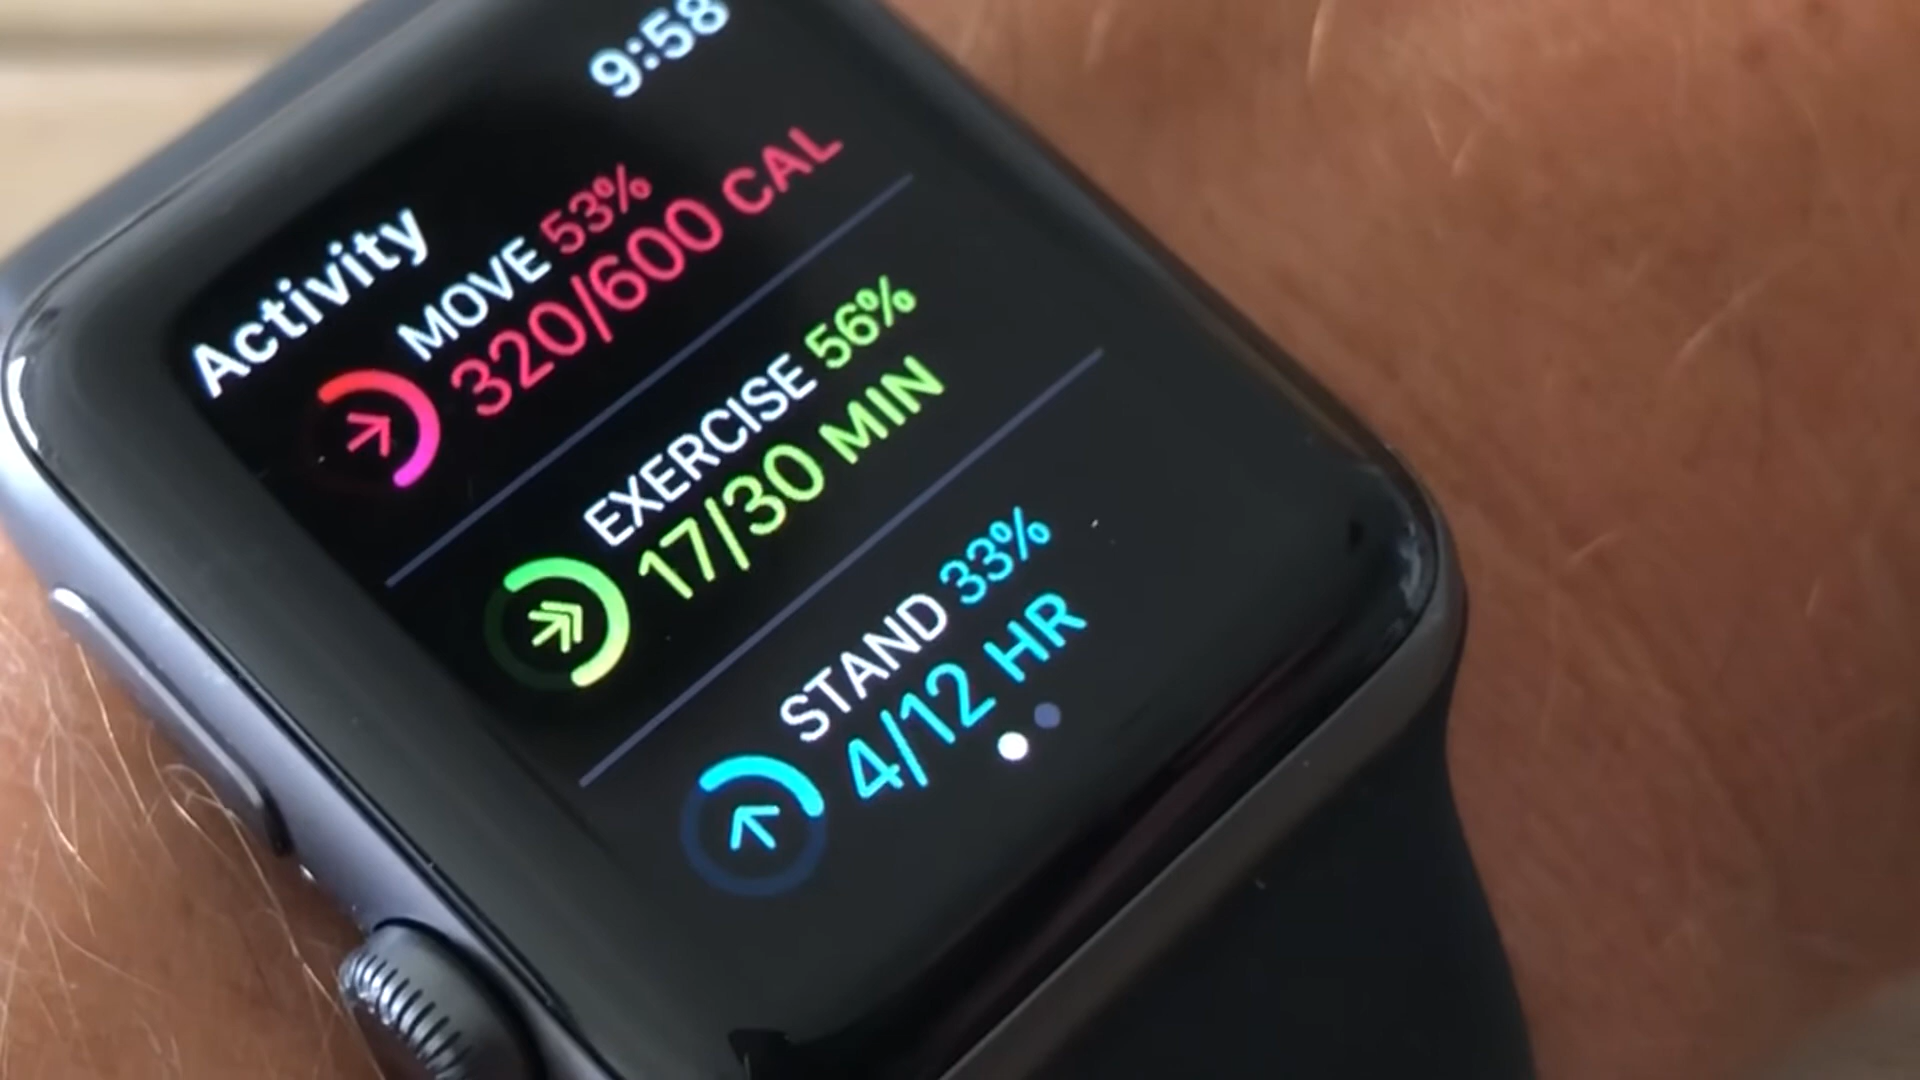 9:58
Activity
MOVE 53%
320/600 CAL
EXERCISE 56%
17/30 MIN
STAND 33%
4/12 HR